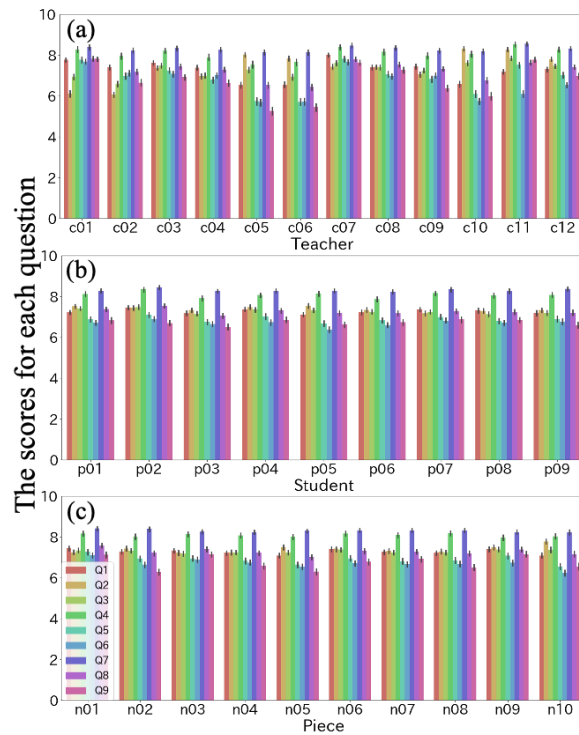 The scores for each question
(a)
10
8
6
4
2
0
c01 c02 c03 c04 c05 c06 c07 c08 c09 c10 c11 c12
Teacher
(b)
10
8
6
4
2
0
p01 p02 p03 p04 p05 p06 p07 p08 p09
Student
(c)
10
8
6
4
2
0
Q1
Q2
Q3
Q4
Q5
Q6
Q7
Q8
Q9
n01 n02 n03 n04 n05 n06 n07 n08 n09 n10
Piece